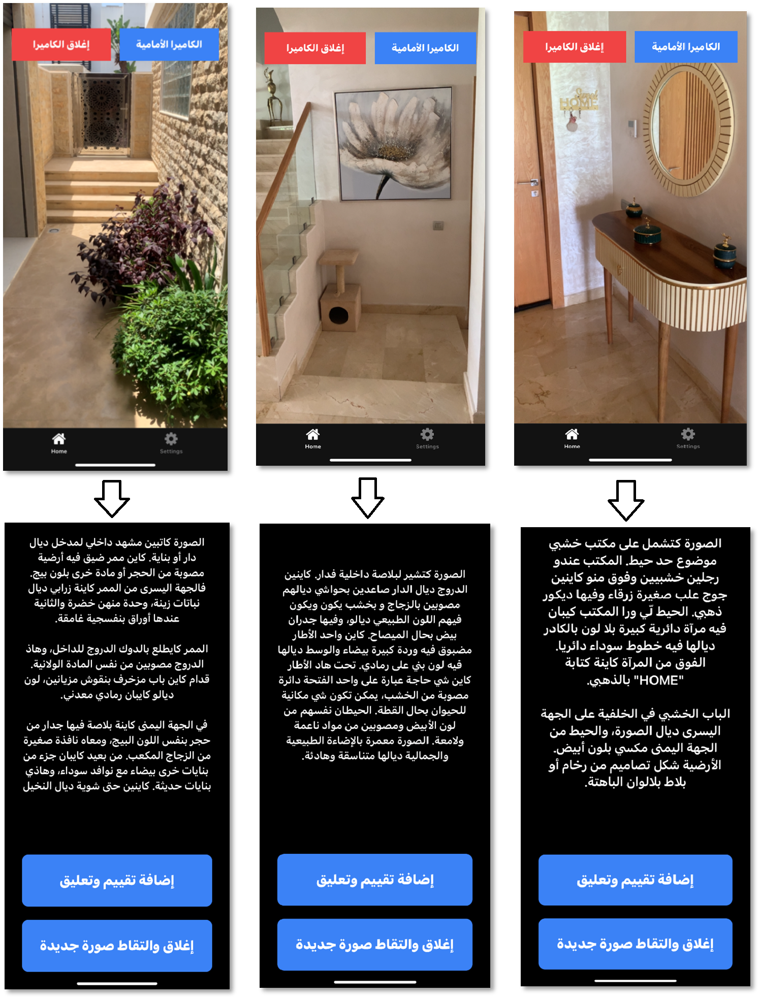 إغلاق الكاميرا
الكاميرا الأمامية
Home
Settings
إغلاق الكاميرا
الكاميرا الأمامية
Home
Settings
إغلاق الكاميرا
الكاميرا الأمامية
Sweet
HOME
Home
Settings
الصورة كاتبين مشهد داخلي لمدخل ديال
دار أو بناية. كاين ممر ضيق فيه أرضية
مصوبة من الحجر أو مادة خرى بلون بيج.
فالجهة اليسرى من الممر كاينة زرابي ديال
نباتات زينة، وحدة منهن خضرة والثانية
عندها أوراق بنفسجية غامقة.
الممر كايطلع بالدوك الدروج للداخل، وهاذ
الدروج مصوبين من نفس المادة الولانية.
قدام كاين باب مزخرف بنقوش مزيانين، لون
ديالو كايبان رمادي معدني.
في الجهة اليمنى كاينة بلاصة فيها جدار من
حجر بنفس اللون البيج، ومعاه نافذة صغيرة
من الزجاج المكعب. من بعيد كايبان جزء من
بنايات خرى بيضاء مع نوافد سوداء، وهاذي
بنايات حديثة. كاينين حتى شوية ديال النخيل
إضافة تقييم وتعليق
إغلاق والتقاط صورة جديدة
الصورة كتشير لبلاصة داخلية فدار. كاينين
الدروج ديال الدار صاعدين بحواشي ديالهم
مصوبين بالزجاج و بخشب يكون ويكون
فيهم اللون الطبيعي ديالو، وفيها جدران
بيض بحال الميصاح. كاين واحد الأطار
مضبوق فيه وردة كبيرة بيضاء والوسط ديالها
فيه لون بني على رمادي. تحت هاد الأطار
كاين شي حاجة عبارة على واحد الفتحة دائرة
مصوبة من الخشب، يمكن تكون شي مكانية
للحيوان بحال القطة. الحيطان نفسهم من
لون الأبيض ومصوبين من مواد ناعمة
ولامعة. الصورة معمرة بالإضاءة الطبيعية
والجمالية ديالها متناسقة وهادئة.
إضافة تقييم وتعليق
إغلاق والتقاط صورة جديدة
الصورة كتشمل على مكتب خشبي
موضوع حد حيط. المكتب عندو
رجلين خشبيين وفوق منو كاينين
جوج علب صغيرة زرقاء وفيها ديكور
ذهبي. الحيط لّي ورا المكتب كيبان
فيه مرآة دائرية كبيرة بلا لون بالكادر
ديالها فيه خطوط سوداء دائريا.
الفوق من المرآة كاينة كتابة
"HOME" بالذهبي.
الباب الخشبي في الخلفية على الجهة
اليسرى ديال الصورة، والحيط من
الجهة اليمنى مكسي بلون أبيض.
الأرضية شكل تصاميم من رخام أو
بلاط بلالوان الباهتة.
إضافة تقييم وتعليق
إغلاق والتقاط صورة جديدة